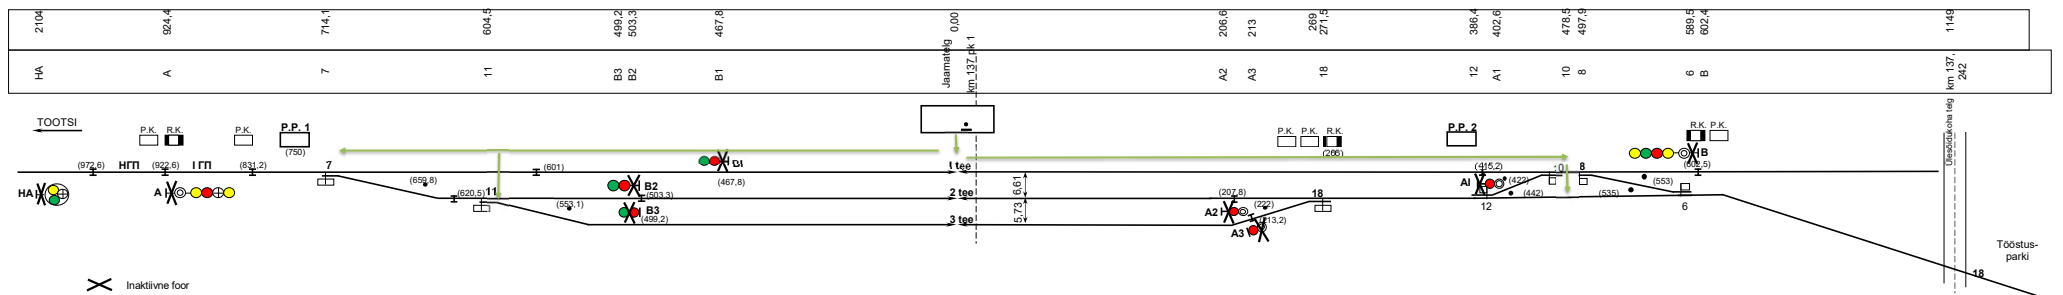 2104 924,4 714,1 604,5 499,2 503,3 467,8 0,00 206,6 213 269 271,5 386,4 402,6 478,5 497,9 589,5 602,4 1149
HA A 7 11 B3 B2 B1 A2 A3 18 12 A1 10 8 6 B
Jaamatelg
km 137 pk 1
Ülesõidukoha telg km 137,
242
TOOTSI
P.K. R.K. P.K. P.P. 1 P.K. P.K. R.K. P.P. 2 R.K. P.K.
(750) (266)
(972,6) НГП (922,6) I ГП (831,2) 7 (601) B1 I tee (415,2) 10 8 B (602,5)
HA A (659,8) (467,8) A1 (422) (553)
(620,5) 11 B2 (503,3) 2 tee 6,61 (207,8) 18 (442) (535)
(553,1) B3 (499,2) 5,73 A2 (222) 12 6
3 tee A3 (213,2)
Tööstus-
parki
18
Inaktiivne foor